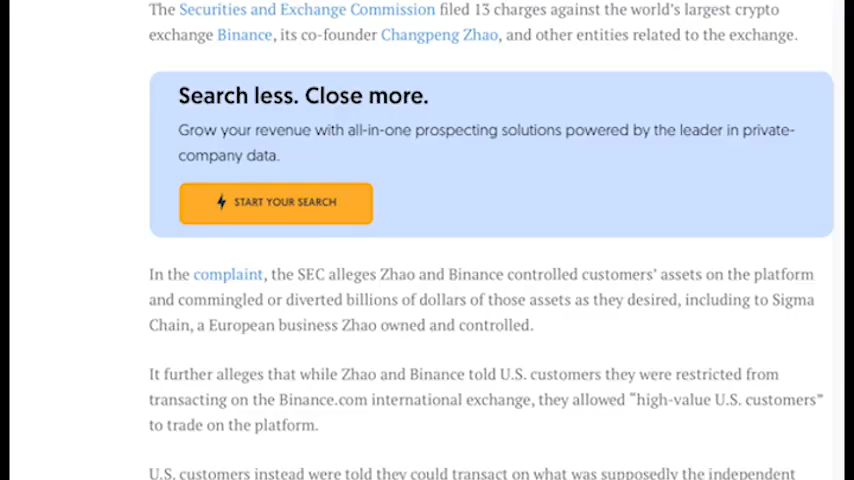 The Securities and Exchange Commission filed 13 charges against the world's largest crypto
exchange Binance, its co-founder Changpeng Zhao, and other entities related to the exchange.
Search less. Close more.
Grow your revenue with all-in-one prospecting solutions powered by the leader in private-
company data.
START YOUR SEARCH
In the complaint, the SEC alleges Zhao and Binance controlled customers' assets on the platform
and commingled or diverted billions of dollars of those assets as they desired, including to Sigma
Chain, a European business Zhao owned and controlled.
It further alleges that while Zhao and Binance told U.S. customers they were restricted from
transacting on the Binance.com international exchange, they allowed “high-value U.S. customers”
to trade on the platform.
U.S. customers instead were told they could transact on what was supposedly the independent